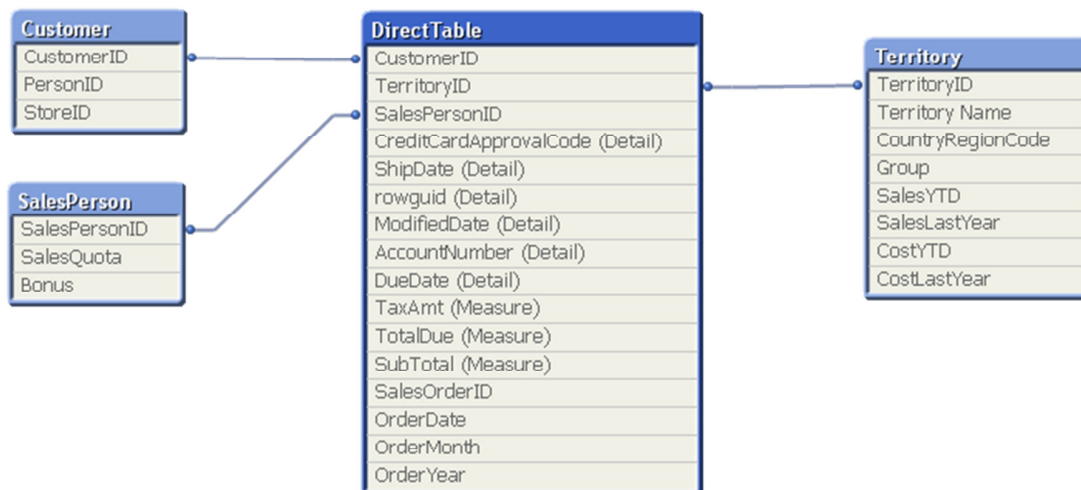 Customer
CustomerID
PersonID
StoreID
SalesPerson
SalesPersonID
SalesQuota
Bonus
DirectTable
CustomerID
TerritoryID
SalesPersonID
CreditCardApprovalCode (Detail)
ShipDate (Detail)
rowguid (Detail)
ModifiedDate (Detail)
AccountNumber (Detail)
DueDate (Detail)
TaxAmt (Measure)
TotalDue (Measure)
SubTotal (Measure)
SalesOrderID
OrderDate
OrderMonth
OrderYear
Territory
TerritoryID
Territory Name
CountryRegionCode
Group
SalesYTD
SalesLastYear
CostYTD
CostLastYear